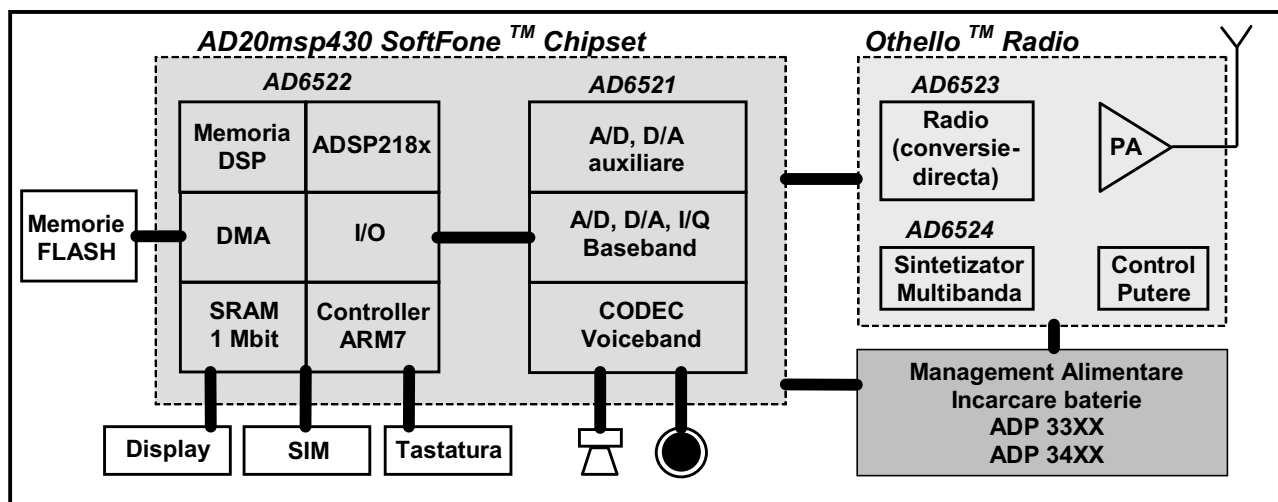 AD20msp430 SoftFone TM Chipset
Othello TM Radio
AD6522
AD6521
AD6523
Memoria
DSP
ADSP218x
A/D, D/A
auxiliare
Radio
(conversie-
directa)
PA
Memorie
FLASH
DMA
I/O
A/D, D/A, I/Q
Baseband
AD6524
Sintetizator
Multibanda
Control
Putere
SRAM
1 Mbit
Controller
ARM7
CODEC
Voiceband
Management Alimentare
Incarcare baterie
ADP 33XX
ADP 34XX
Display
SIM
Tastatura